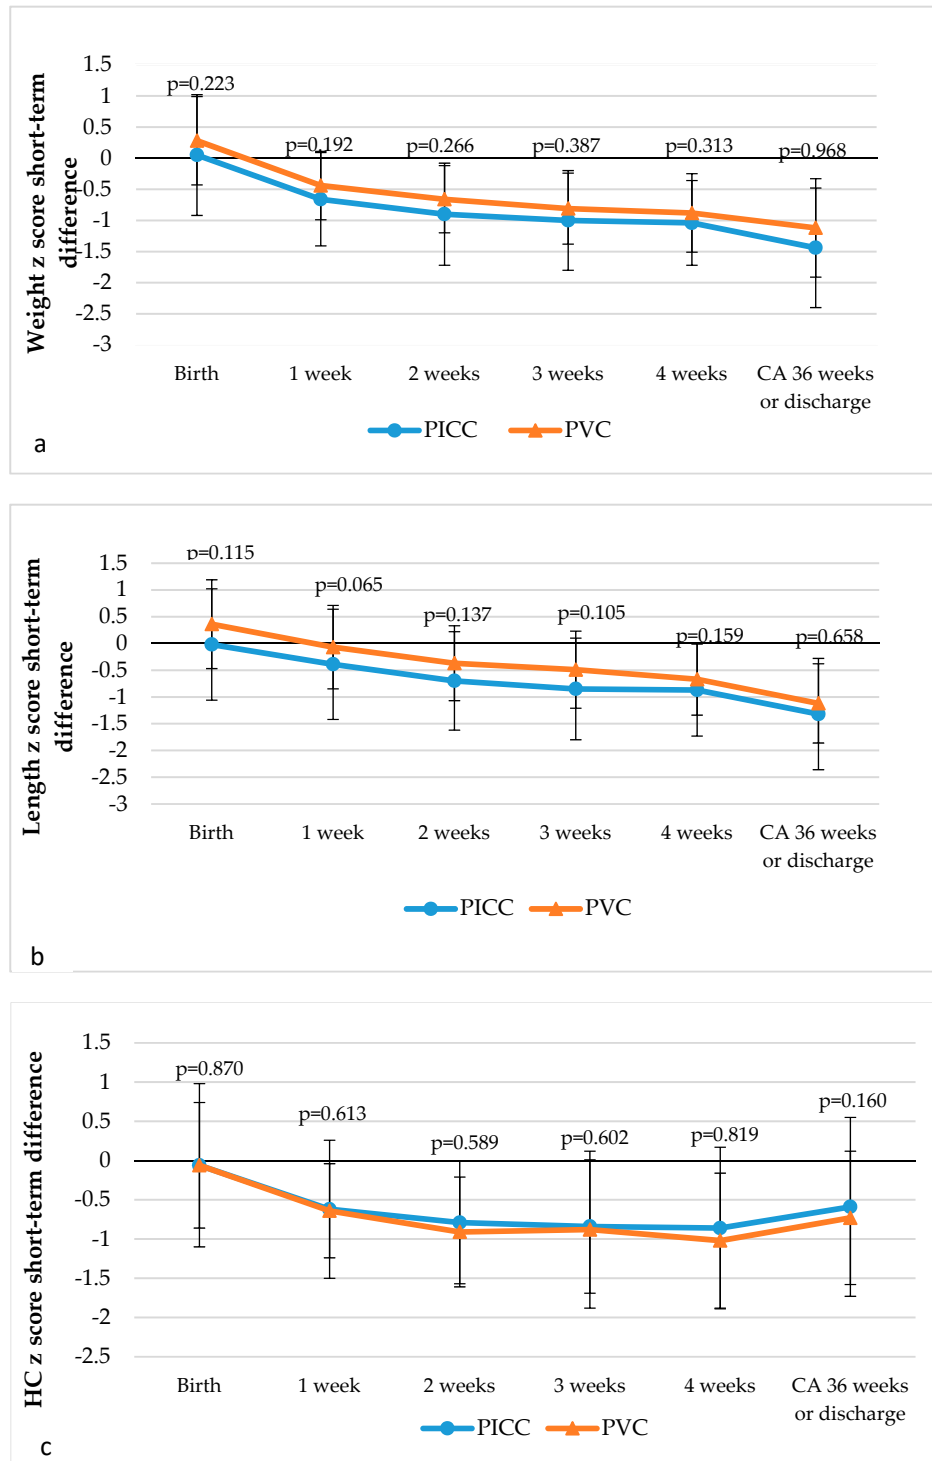 Weight z score short-term
difference
1.5
1
0.5
0
-0.5
-1
-1.5
-2
-2.5
-3
p=0.223
p=0.192
p=0.266
p=0.387
p=0.313
p=0.968
Birth
1 week
2 weeks
3 weeks
4 weeks
CA 36 weeks
or discharge
PICC
PVC
a
Length z score short-term
difference
1.5
1
0.5
0
-0.5
-1
-1.5
-2
-2.5
-3
p=0.115
p=0.065
p=0.137
p=0.105
p=0.159
p=0.658
Birth
1 week
2 weeks
3 weeks
4 weeks
CA 36 weeks
or discharge
PICC
PVC
b
HC z score short-term difference
1.5
1
0.5
0
-0.5
-1
-1.5
-2
-2.5
p=0.870
p=0.613
p=0.589
p=0.602
p=0.819
p=0.160
Birth
1 week
2 weeks
3 weeks
4 weeks
CA 36 weeks
or discharge
PICC
PVC
c